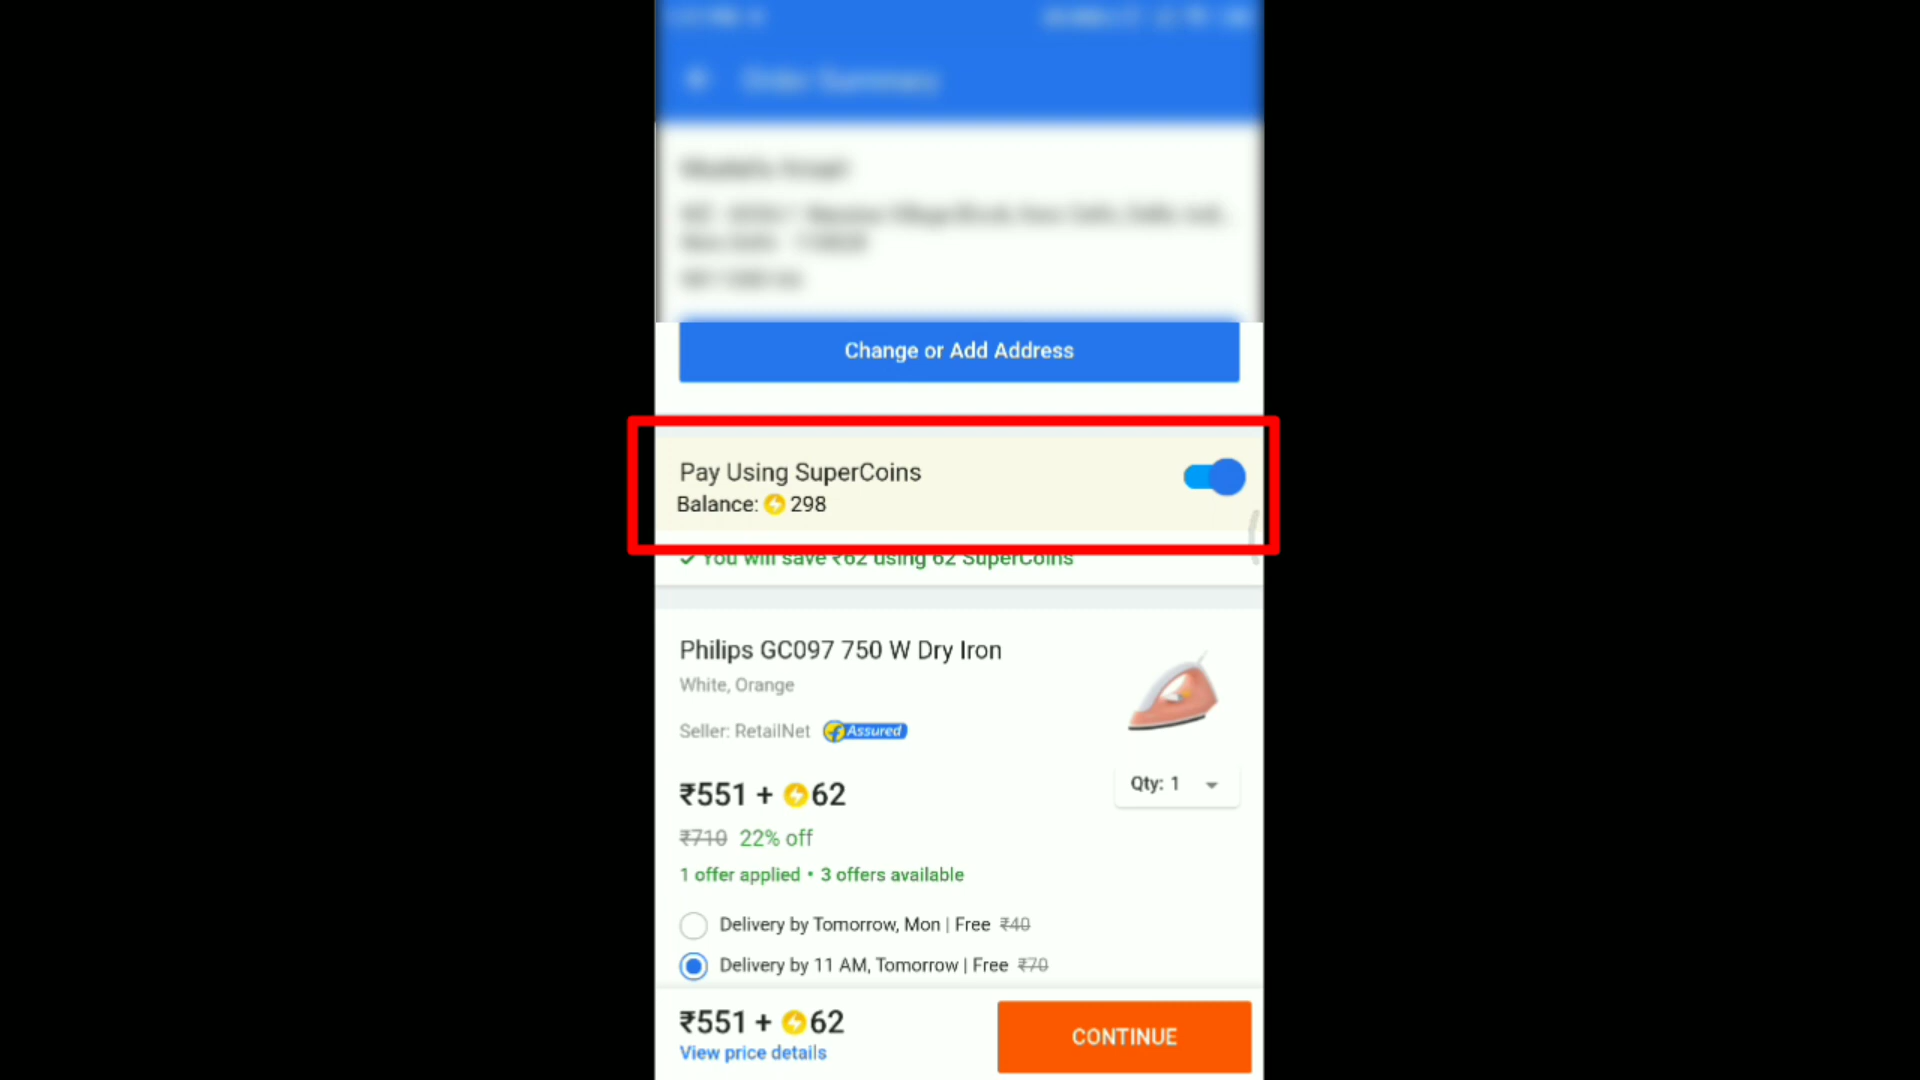 Order Summary
Change or Add Address
Pay Using SuperCoins
Balance: 298
You will save ₹62 using 62 SuperCoins
Philips GC097 750 W Dry Iron
White, Orange
Seller: RetailNet Assured
₹551 + 62
Qty: 1
₹710 22% off
1 offer applied • 3 offers available
Delivery by Tomorrow, Mon | Free ₹40
Delivery by 11 AM, Tomorrow | Free ₹70
₹551 + 62
View price details
CONTINUE